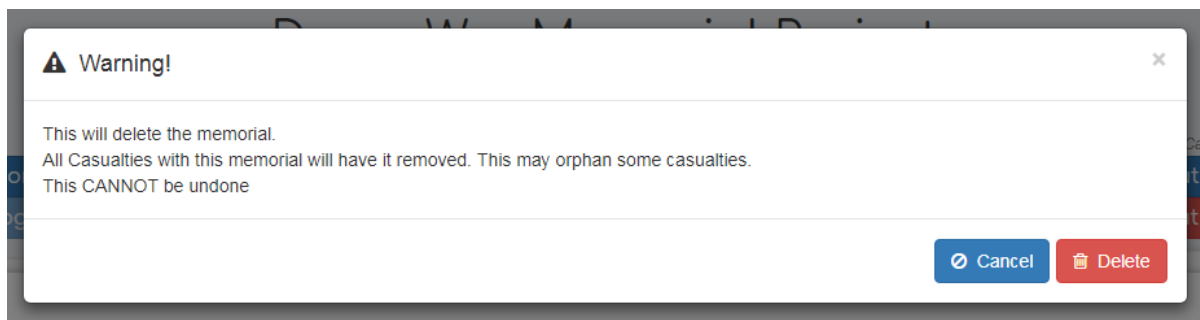 Warning!
×
This will delete the memorial.
All Casualties with this memorial will have it removed. This may orphan some casualties.
This CANNOT be undone
Cancel
Delete